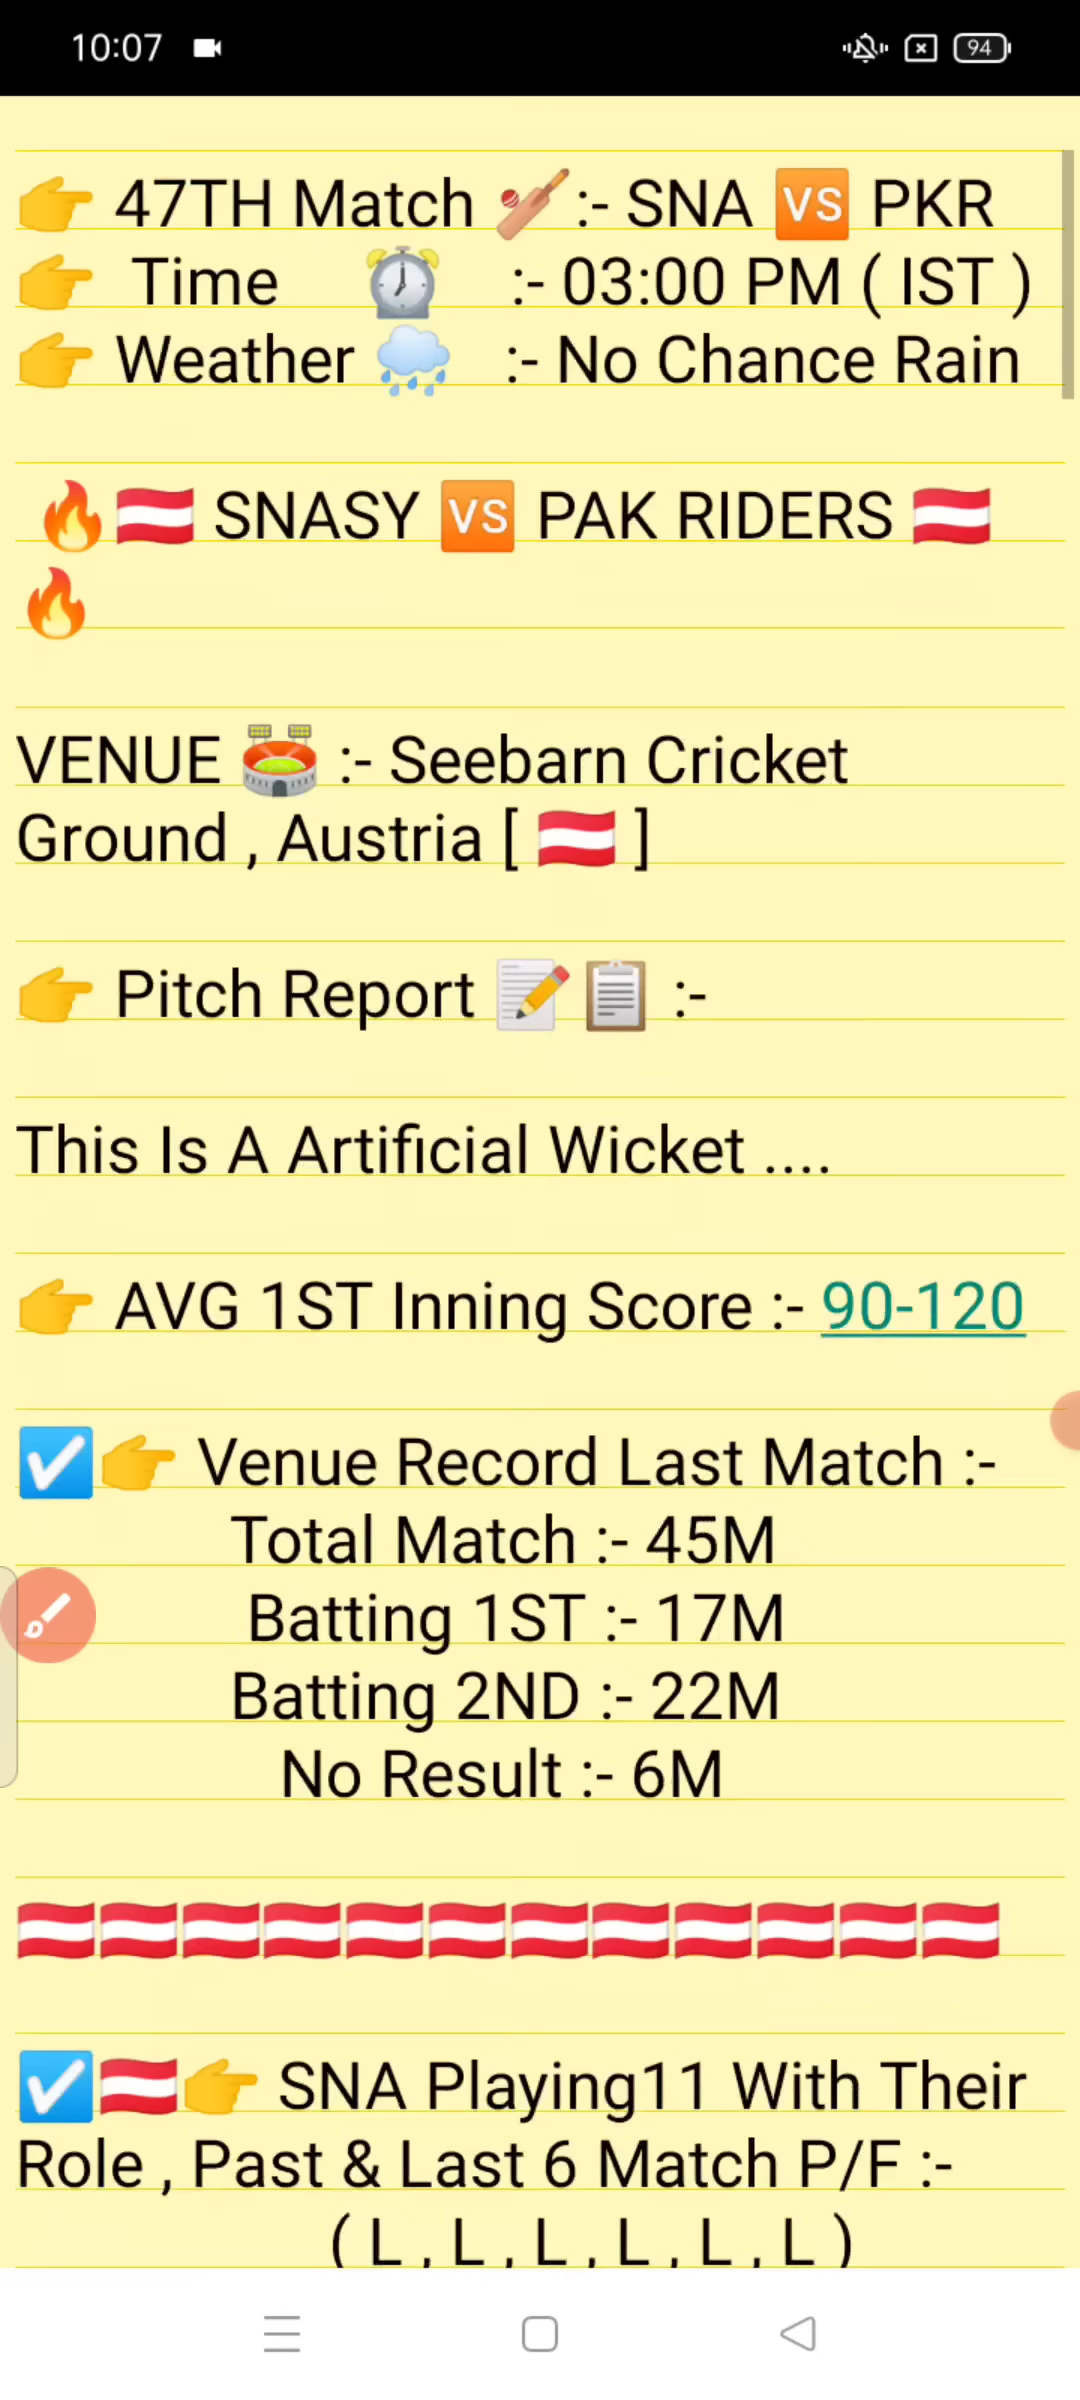 10:07 94
👉 47TH Match 🏏 :- SNA 🆚 PKR
👉 Time ⏰ :- 03:00 PM ( IST )
👉 Weather 🌧️ :- No Chance Rain
🔥🇦🇹 SNASY 🆚 PAK RIDERS 🇦🇹
🔥
VENUE 🏟️ :- Seebarn Cricket
Ground , Austria [ 🇦🇹 ]
👉 Pitch Report 📝📋 :-
This Is A Artificial Wicket ....
👉 AVG 1ST Inning Score :- 90-120
☑️👉 Venue Record Last Match :-
Total Match :- 45M
Batting 1ST :- 17M
Batting 2ND :- 22M
No Result :- 6M
🇦🇹🇦🇹🇦🇹🇦🇹🇦🇹🇦🇹🇦🇹🇦🇹🇦🇹🇦🇹🇦🇹🇦🇹
☑️🇦🇹👉 SNA Playing11 With Their
Role , Past & Last 6 Match P/F :-
( L , L , L , L , L , L )